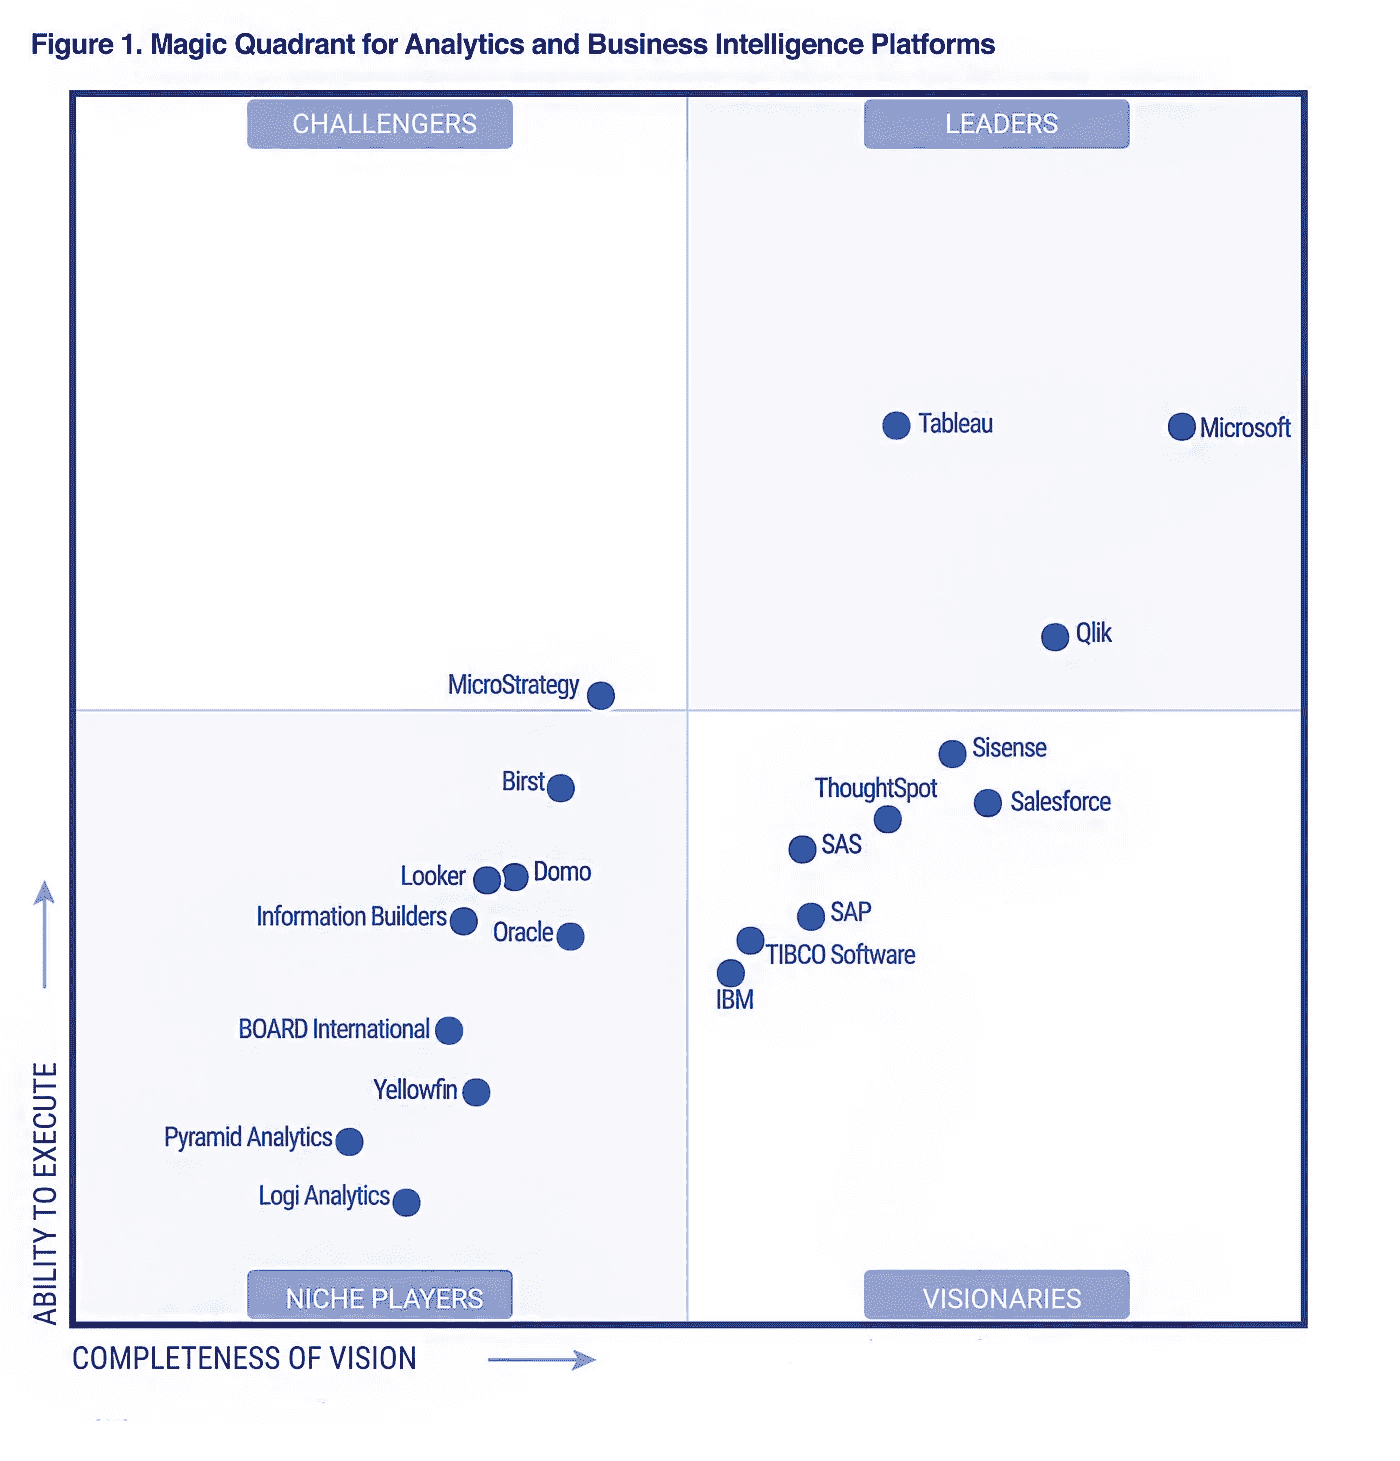 Figure 1. Magic Quadrant for Analytics and Business Intelligence Platforms
CHALLENGERS
LEADERS
Tableau
Microsoft
Qlik
MicroStrategy
Sisense
Birst
ThoughtSpot
Salesforce
SAS
Looker
Domo
Information Builders
Oracle
SAP
TIBCO Software
IBM
BOARD International
Yellowfin
Pyramid Analytics
Logi Analytics
NICHE PLAYERS
VISIONARIES
ABILITY TO EXECUTE
COMPLETENESS OF VISION